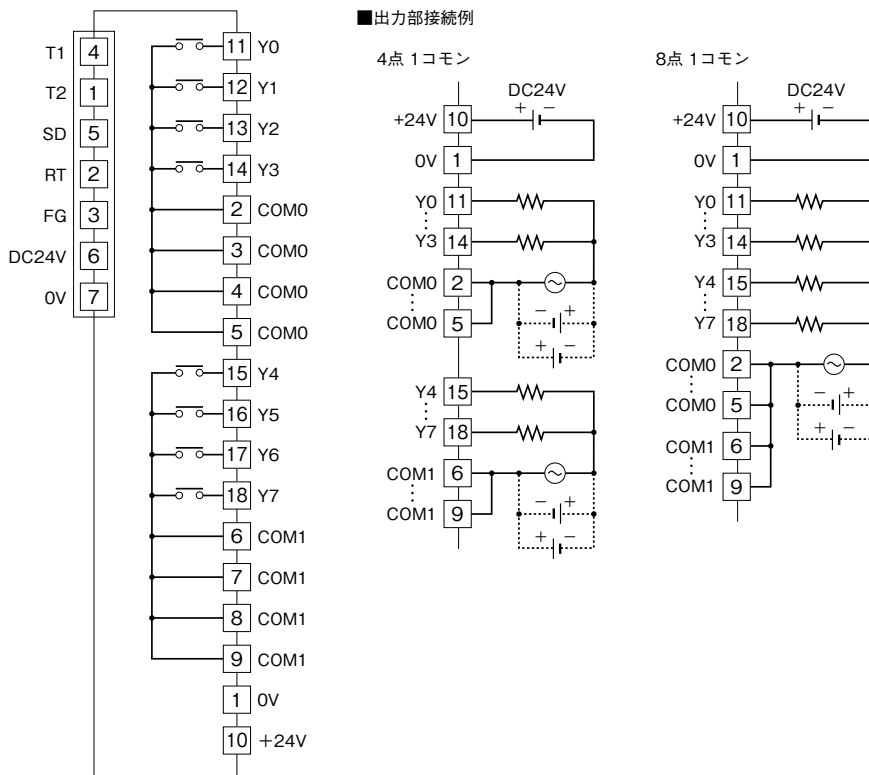 ■出力部接続例
T1 4
T2 1
SD 5
RT 2
FG 3
DC24V 6
0V 7
11 Y0
12 Y1
13 Y2
14 Y3
2 COM0
3 COM0
4 COM0
5 COM0
15 Y4
16 Y5
17 Y6
18 Y7
6 COM1
7 COM1
8 COM1
9 COM1
1 0V
10 +24V
4点 1コモン
DC24V
+ −
+24V 10
0V 1
Y0 11
Y3 14
COM0 2
− +
COM0 5
+ −
Y4 15
Y7 18
COM1 6
− +
COM1 9
+ −
8点 1コモン
DC24V
+ −
+24V 10
0V 1
Y0 11
Y3 14
Y4 15
Y7 18
COM0 2
− +
COM0 5
+ −
COM1 6
COM1 9